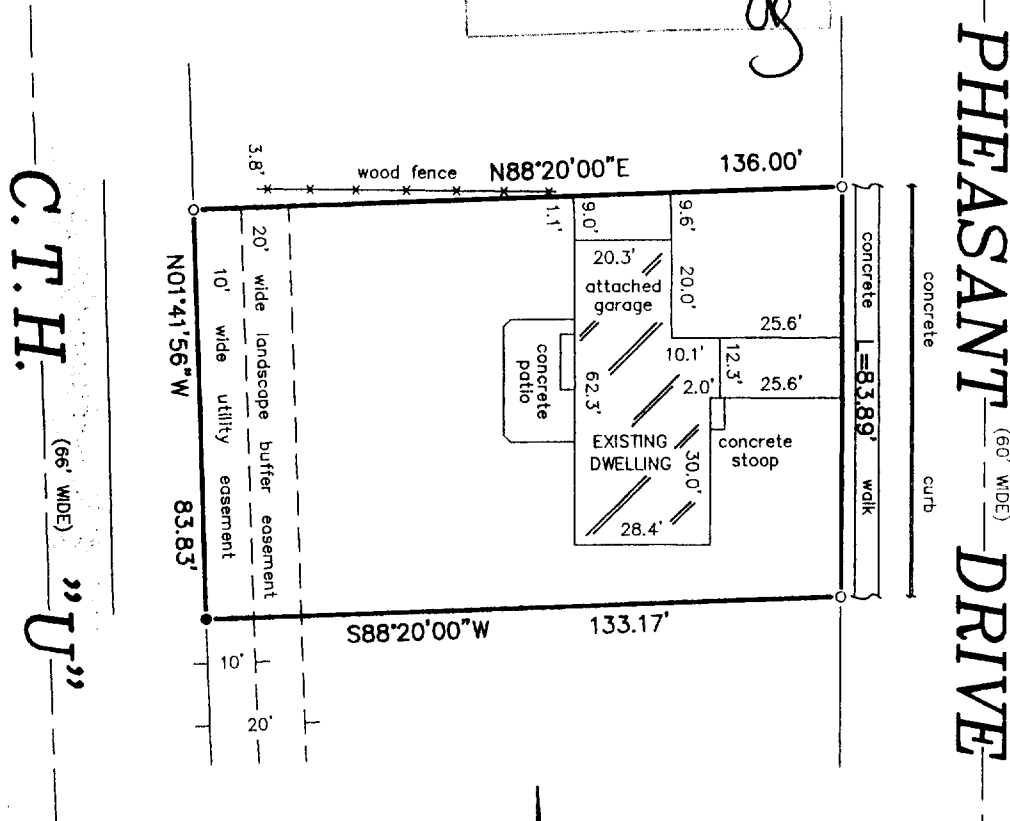 PHEASANT (60' WIDE) DRIVE
concrete curb
concrete L=83.89' walk
wood fence N88°20'00"E 136.00'
3.8'
1.1'
9.0'
9.6'
20.3'
attached
garage
20.0'
25.6'
10.1'
12.3'
2.0'
25.6'
concrete
patio
62.3'
EXISTING
DWELLING
concrete
stoop
30.0'
28.4'
20' wide landscape buffer easement
10' wide utility easement
N01°41'56"W 83.83'
S88°20'00"W 133.17'
10'
20'
C.T.H. (66' WIDE) "U"